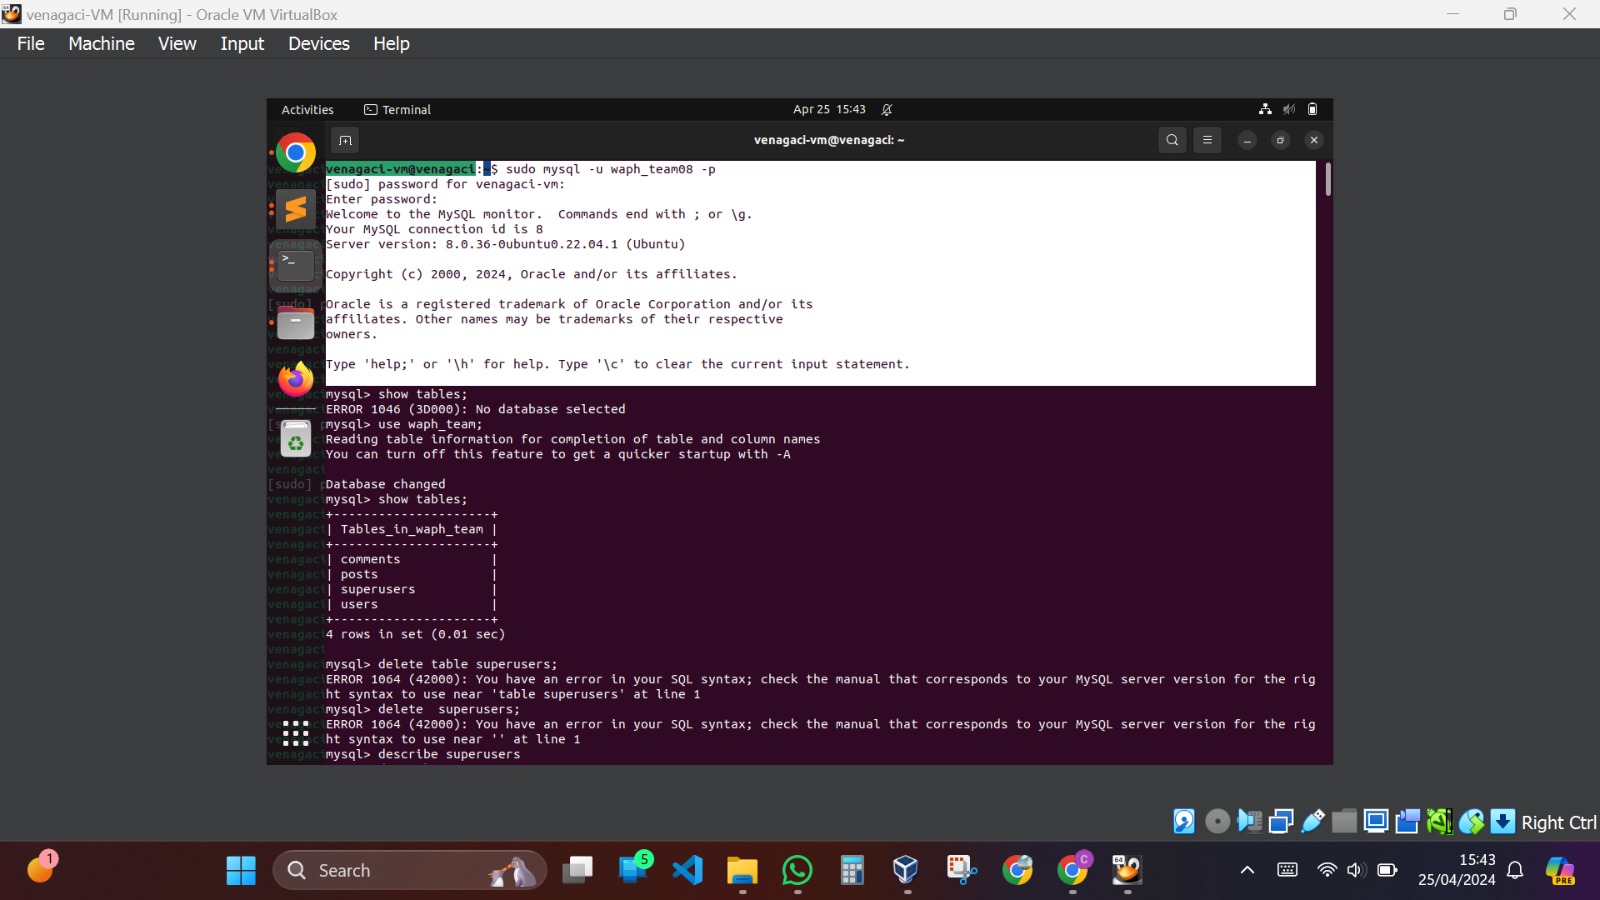 venagaci-VM [Running] - Oracle VM VirtualBox
File Machine View Input Devices Help
Activities Terminal Apr 25 15:43
venagaci-vm@venagaci: ~
venagaci-vm@venagaci:~$ sudo mysql -u waph_team08 -p
[sudo] password for venagaci-vm:
Enter password:
Welcome to the MySQL monitor.  Commands end with ; or \g.
Your MySQL connection id is 8
Server version: 8.0.36-0ubuntu0.22.04.1 (Ubuntu)
Copyright (c) 2000, 2024, Oracle and/or its affiliates.
Oracle is a registered trademark of Oracle Corporation and/or its
affiliates. Other names may be trademarks of their respective
owners.
Type 'help;' or '\h' for help. Type '\c' to clear the current input statement.
mysql> show tables;
ERROR 1046 (3D000): No database selected
mysql> use waph_team;
Reading table information for completion of table and column names
You can turn off this feature to get a quicker startup with -A
Database changed
mysql> show tables;
+---------------------+
| Tables_in_waph_team |
+---------------------+
| comments            |
| posts               |
| superusers          |
| users               |
+---------------------+
4 rows in set (0.01 sec)
mysql> delete table superusers;
ERROR 1064 (42000): You have an error in your SQL syntax; check the manual that corresponds to your MySQL server version for the rig
ht syntax to use near 'table superusers' at line 1
mysql> delete  superusers;
ERROR 1064 (42000): You have an error in your SQL syntax; check the manual that corresponds to your MySQL server version for the rig
ht syntax to use near '' at line 1
mysql> describe superusers
Right Ctrl
1
Search
5
C
64
15:43
25/04/2024
PRE